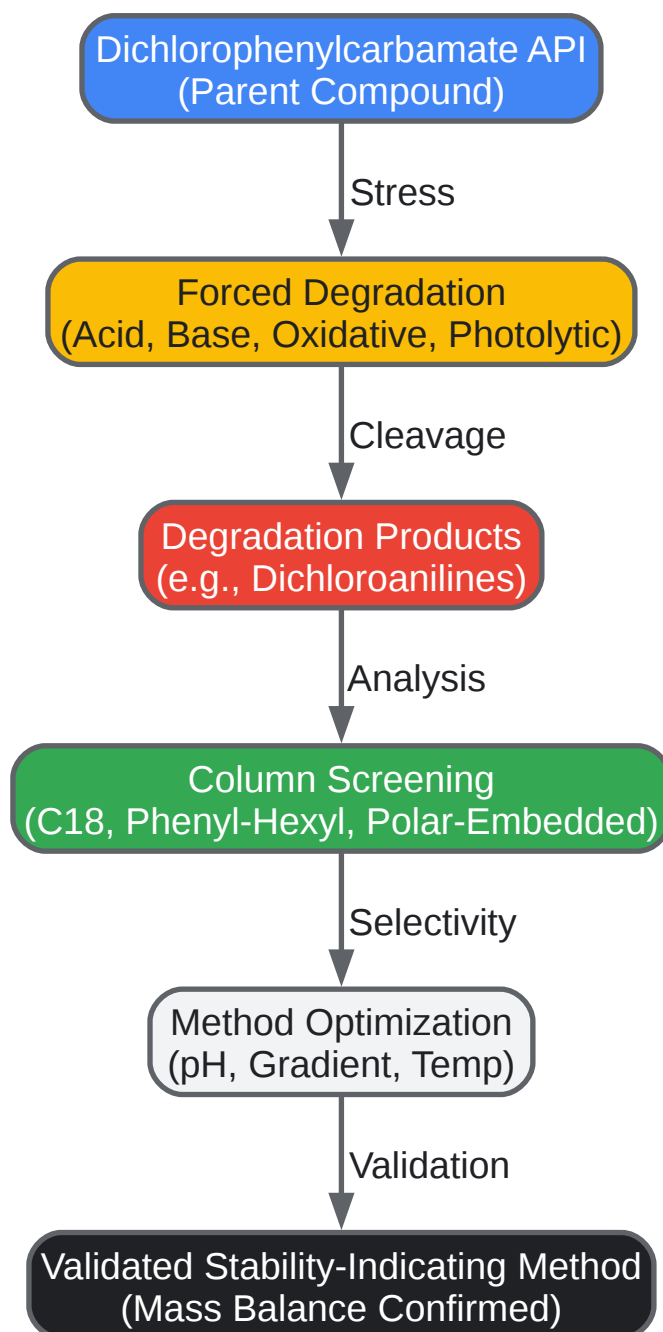 Dichlorophenylcarbamate API
(Parent Compound)
Stress
Forced Degradation
(Acid, Base, Oxidative, Photolytic)
Cleavage
Degradation Products
(e.g., Dichloroanilines)
Analysis
Column Screening
(C18, Phenyl-Hexyl, Polar-Embedded)
Selectivity
Method Optimization
(pH, Gradient, Temp)
Validation
Validated Stability-Indicating Method
(Mass Balance Confirmed)